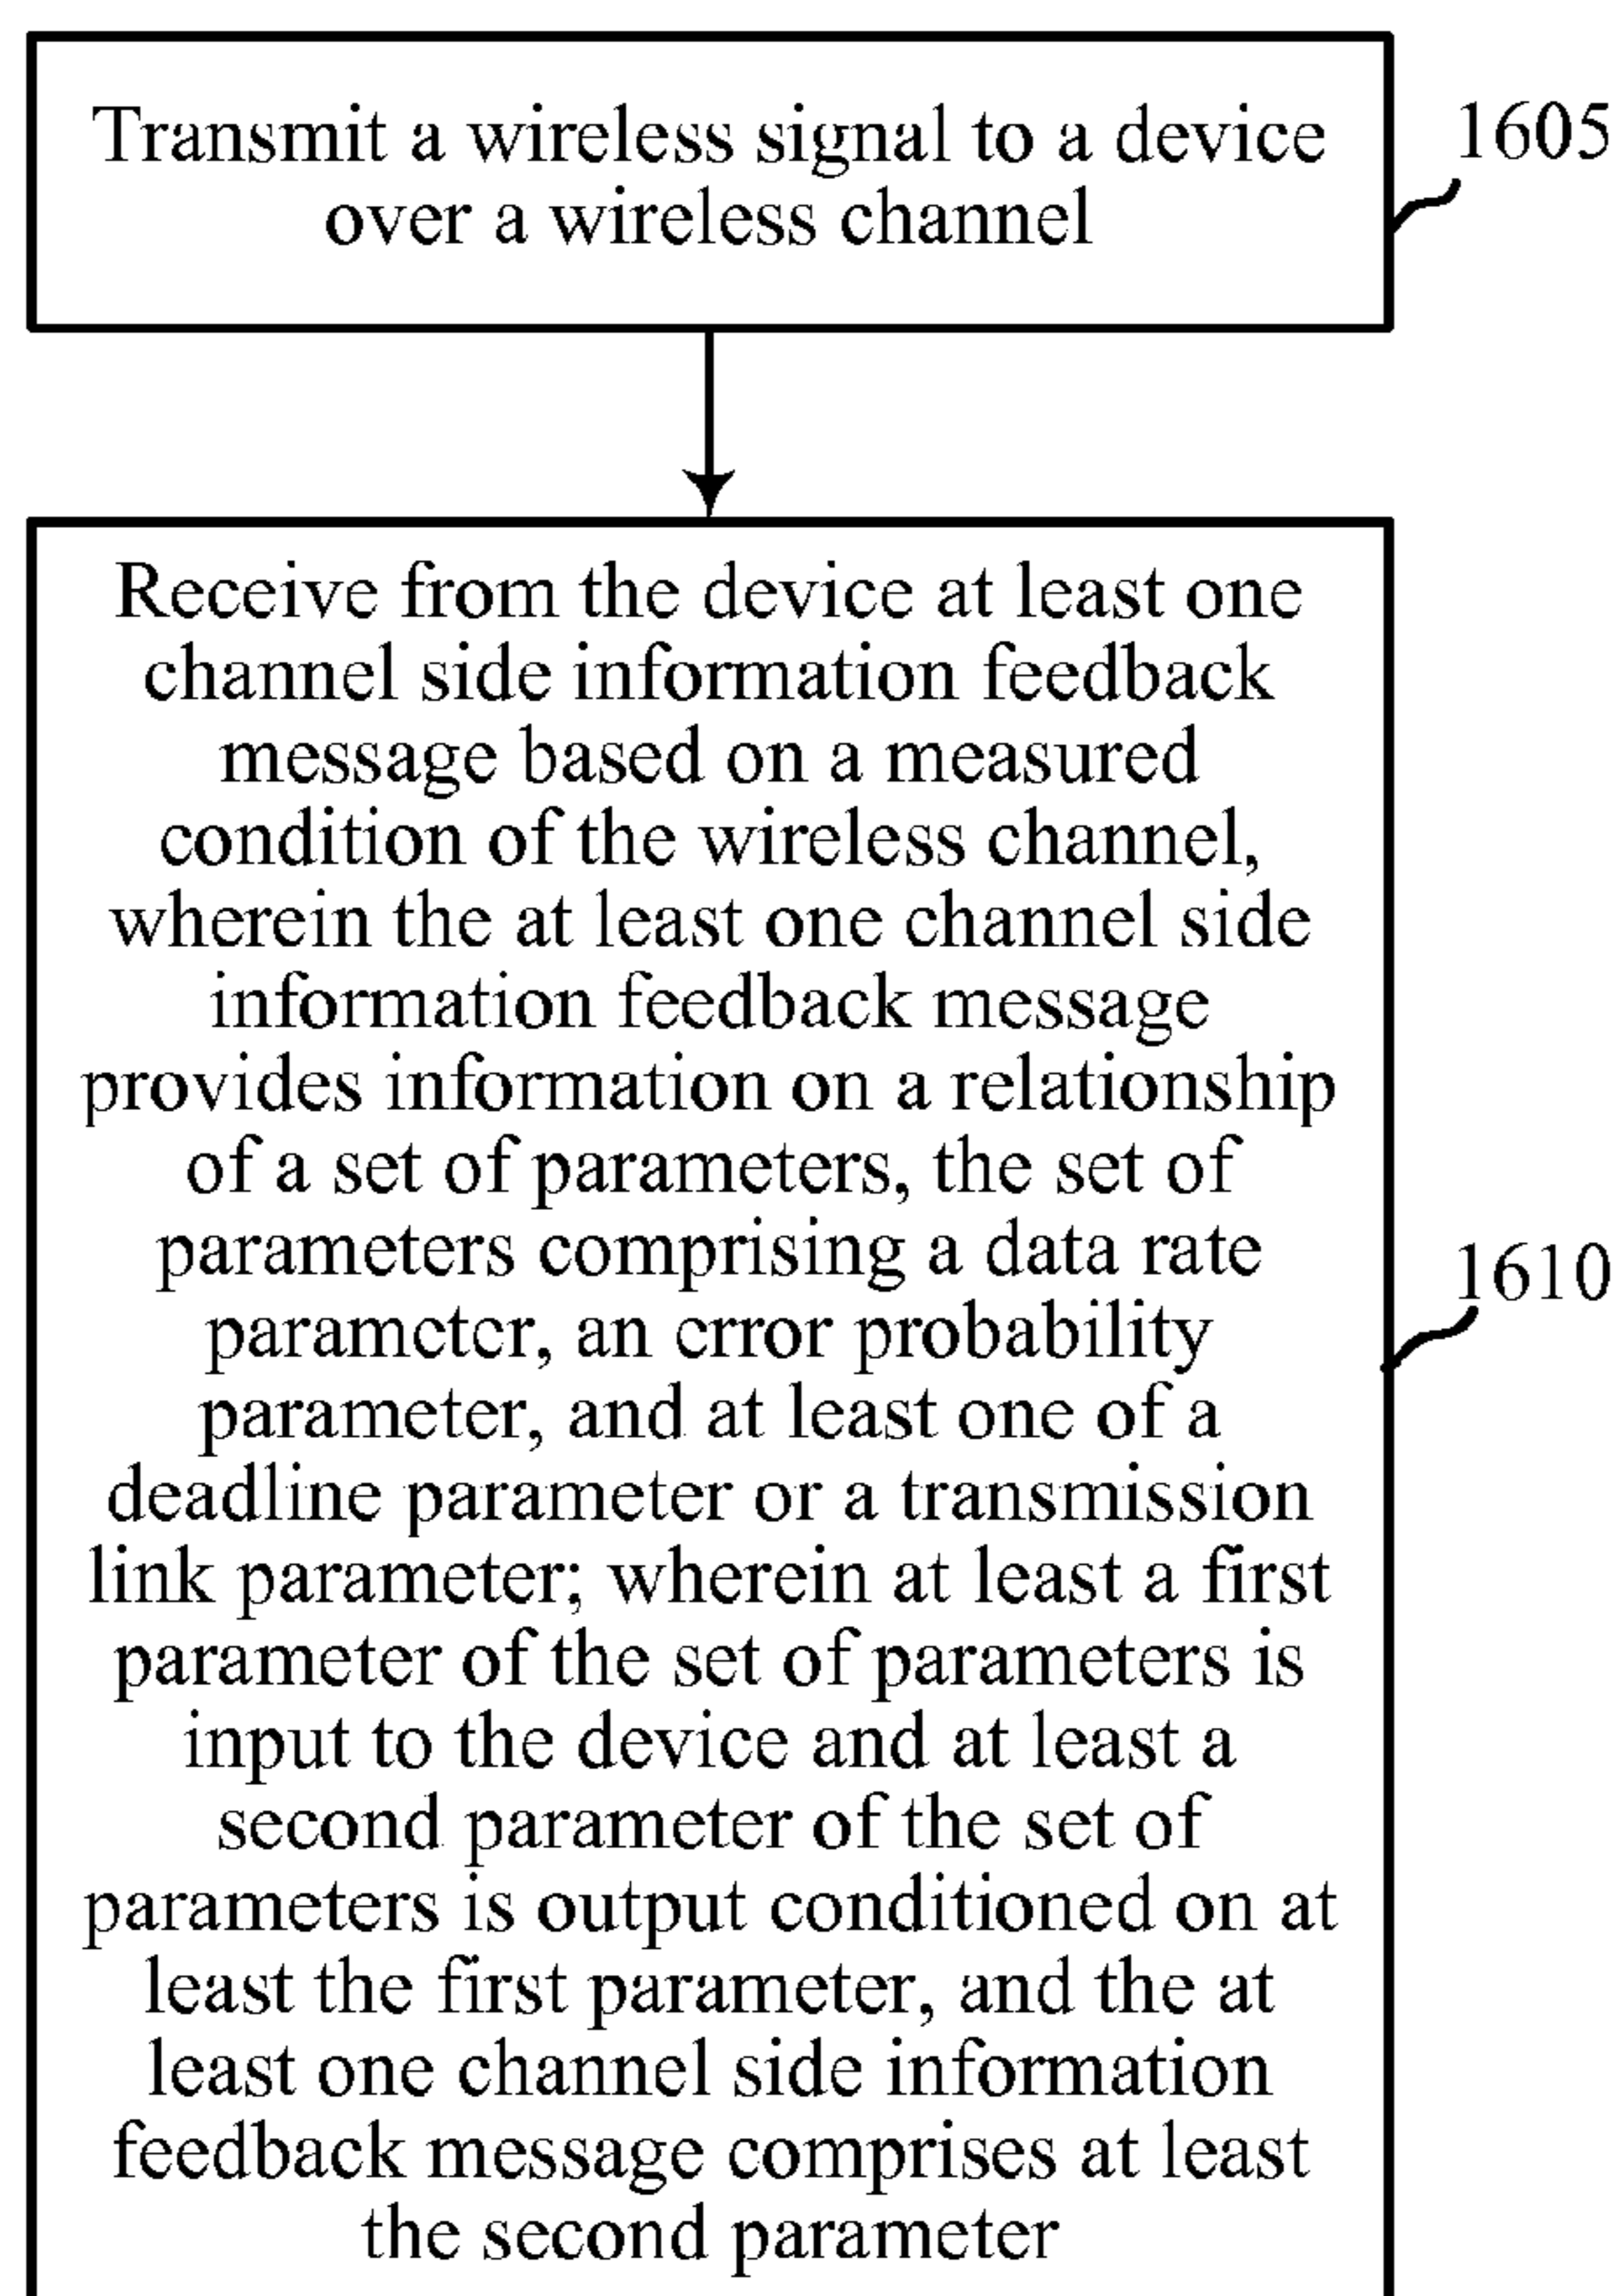 Transmit a wireless signal to a device
over a wireless channel
1605
Receive from the device at least one
channel side information feedback
message based on a measured
condition of the wireless channel,
wherein the at least one channel side
information feedback message
provides information on a relationship
of a set of parameters, the set of
parameters comprising a data rate
parameter, an error probability
parameter, and at least one of a
deadline parameter or a transmission
link parameter; wherein at least a first
parameter of the set of parameters is
input to the device and at least a
second parameter of the set of
parameters is output conditioned on at
least the first parameter, and the at
least one channel side information
feedback message comprises at least
the second parameter
1610